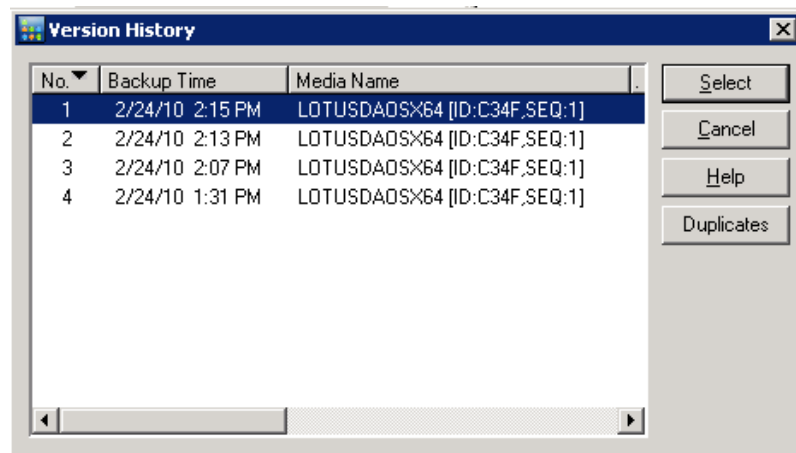 Version History
No. Backup Time Media Name . Select
1 2/24/10 2:15 PM LOTUSDAOSX64 [ID:C34F,SEQ:1]
2 2/24/10 2:13 PM LOTUSDAOSX64 [ID:C34F,SEQ:1] Cancel
3 2/24/10 2:07 PM LOTUSDAOSX64 [ID:C34F,SEQ:1] Help
4 2/24/10 1:31 PM LOTUSDAOSX64 [ID:C34F,SEQ:1]
Duplicates